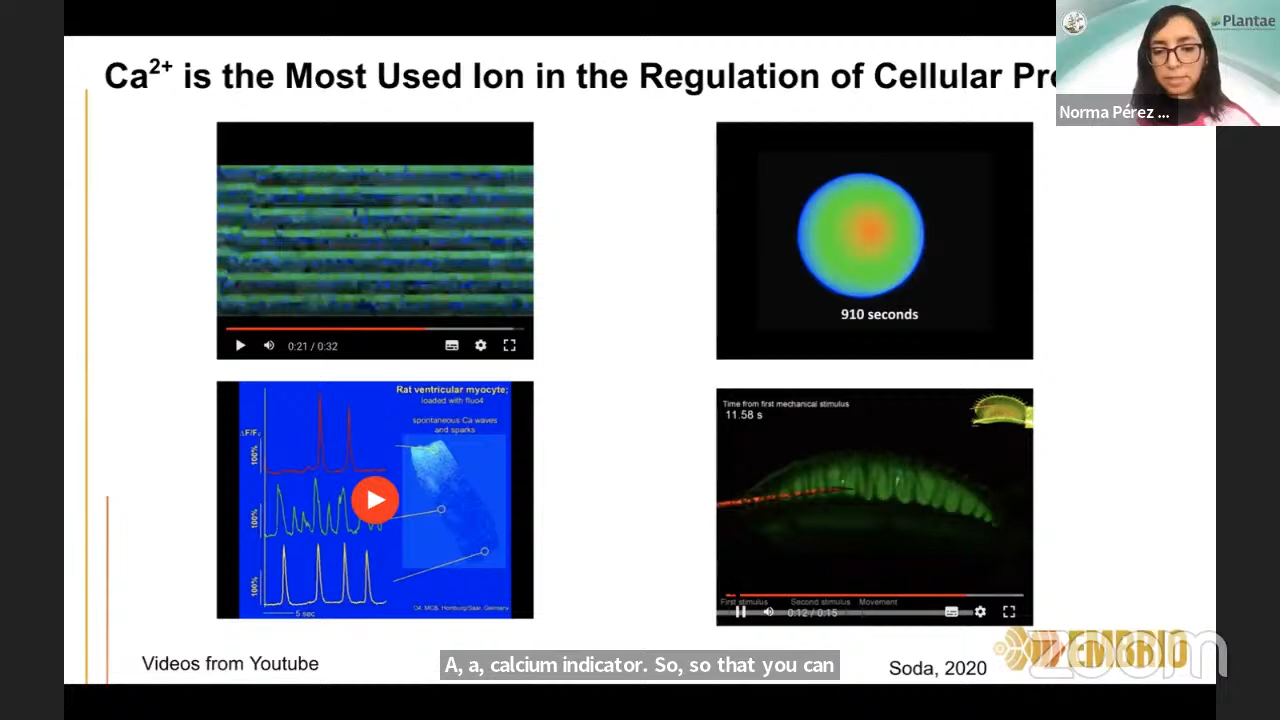 Ca²⁺ is the Most Used Ion in the Regulation of Cellular Pro
Plantae
Norma Pérez ...
0:21 / 0:32
910 seconds
Rat ventricular myocyte;
loaded with fluo4
spontaneous Ca waves
and sparks
ΔF/F₀
100%
100%
100%
5 sec
Time from first mechanical stimulus
11.58 s
First stimulus
Second stimulus
Movement
0:12 / 0:15
Videos from Youtube
A, a, calcium indicator. So, so that you can
Soda, 2020
zoom